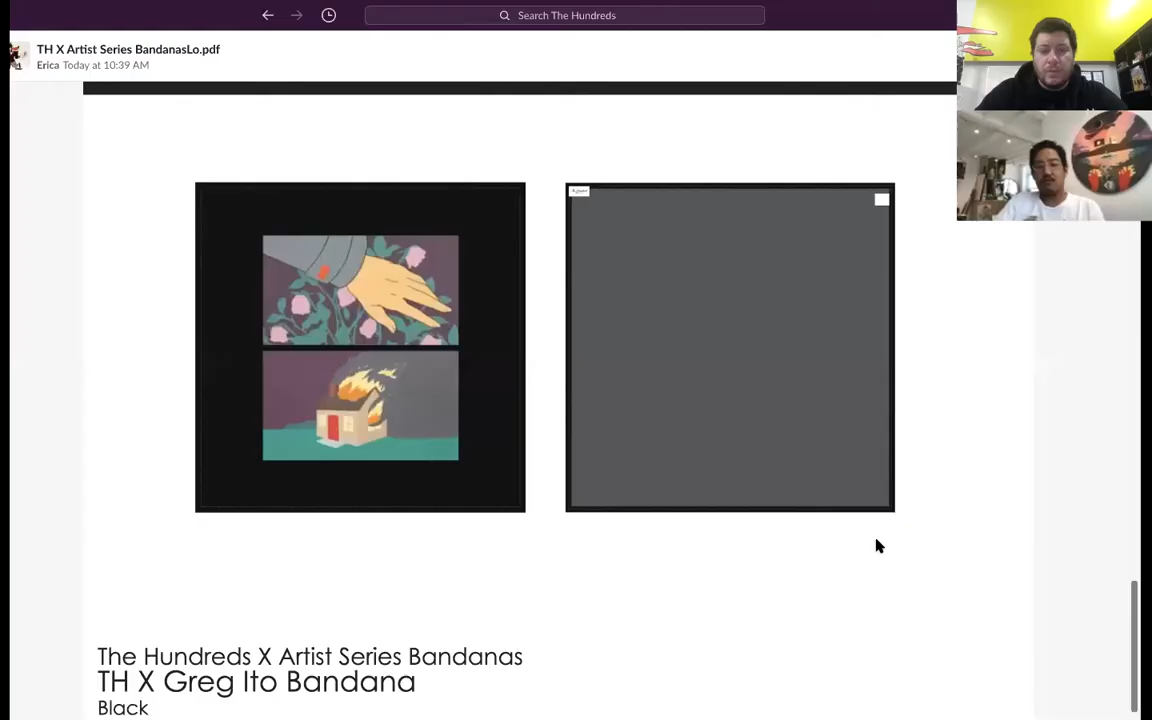 Search The Hundreds
TH X Artist Series BandanasLo.pdf
Erica Today at 10:39 AM
The Hundreds X Artist Series Bandanas
TH X Greg Ito Bandana
Black